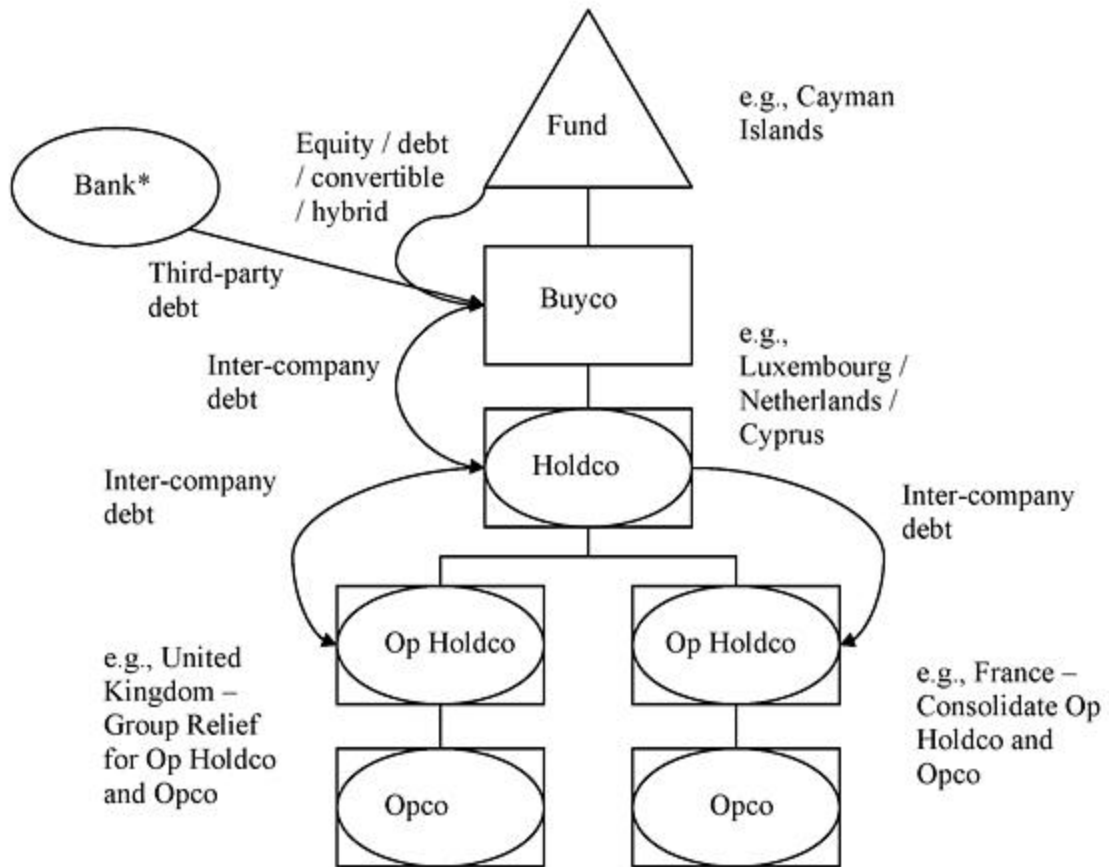 Fund
e.g., Cayman
Islands
Bank*
Equity / debt
/ convertible
/ hybrid
Third-party
debt
Buyco
Inter-company
debt
e.g.,
Luxembourg /
Netherlands /
Cyprus
Holdco
Inter-company
debt
Inter-company
debt
Op Holdco
Op Holdco
e.g., United
Kingdom –
Group Relief
for Op Holdco
and Opco
e.g., France –
Consolidate Op
Holdco and
Opco
Opco
Opco